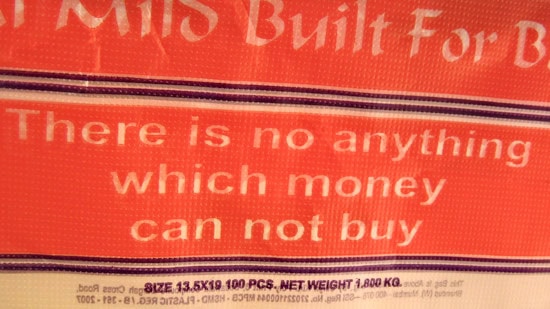 Mild Built For
There is no anything
which money
can not buy
SIZE 13.5X19 100 PCS. NET WEIGHT 1.800 KG.